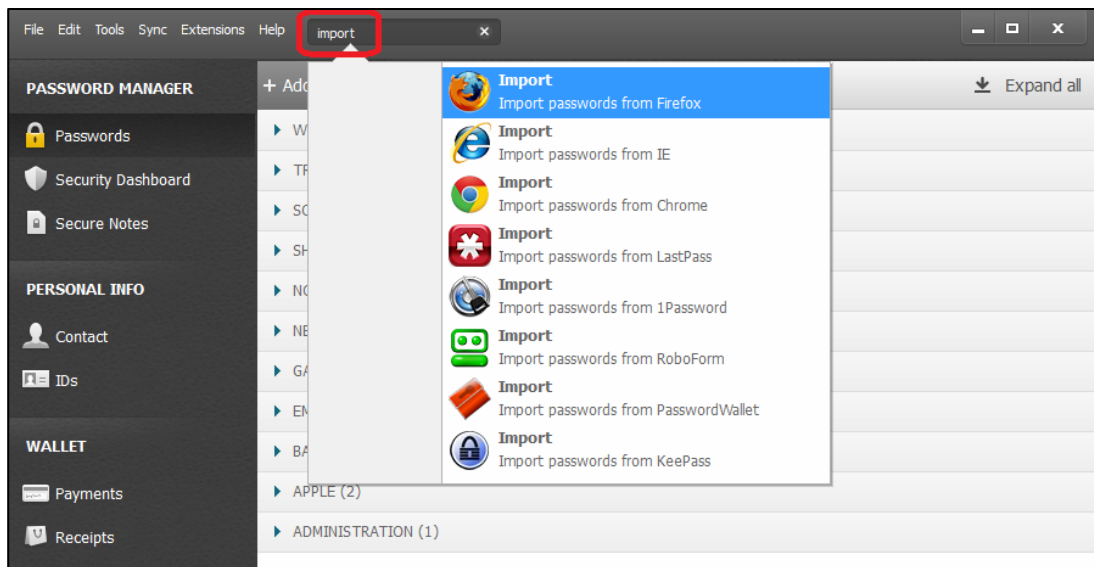 File Edit Tools Sync Extensions Help import
PASSWORD MANAGER
Passwords
Security Dashboard
Secure Notes
PERSONAL INFO
Contact
IDs
WALLET
Payments
Receipts
+ Add
Expand all
Import
Import passwords from Firefox
Import
Import passwords from IE
Import
Import passwords from Chrome
Import
Import passwords from LastPass
Import
Import passwords from 1Password
Import
Import passwords from RoboForm
Import
Import passwords from PasswordWallet
Import
Import passwords from KeePass
APPLE (2)
ADMINISTRATION (1)